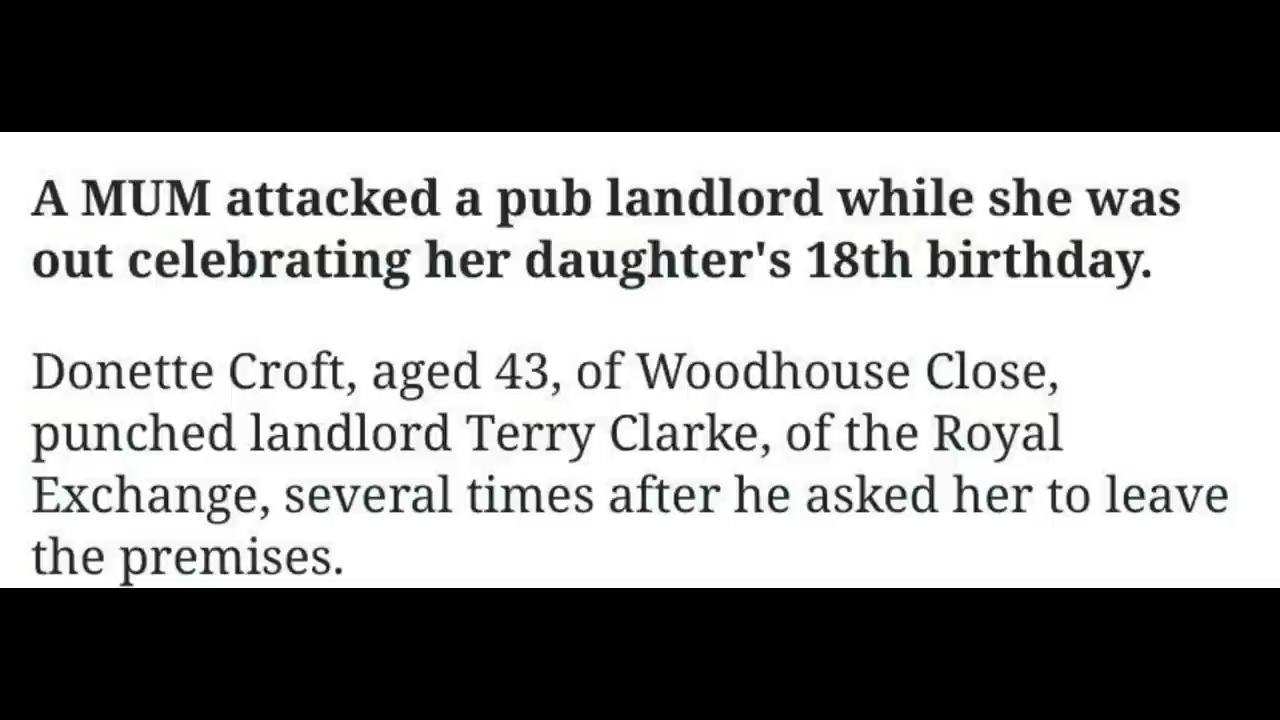 A MUM attacked a pub landlord while she was
out celebrating her daughter's 18th birthday.
Donette Croft, aged 43, of Woodhouse Close,
punched landlord Terry Clarke, of the Royal
Exchange, several times after he asked her to leave
the premises.